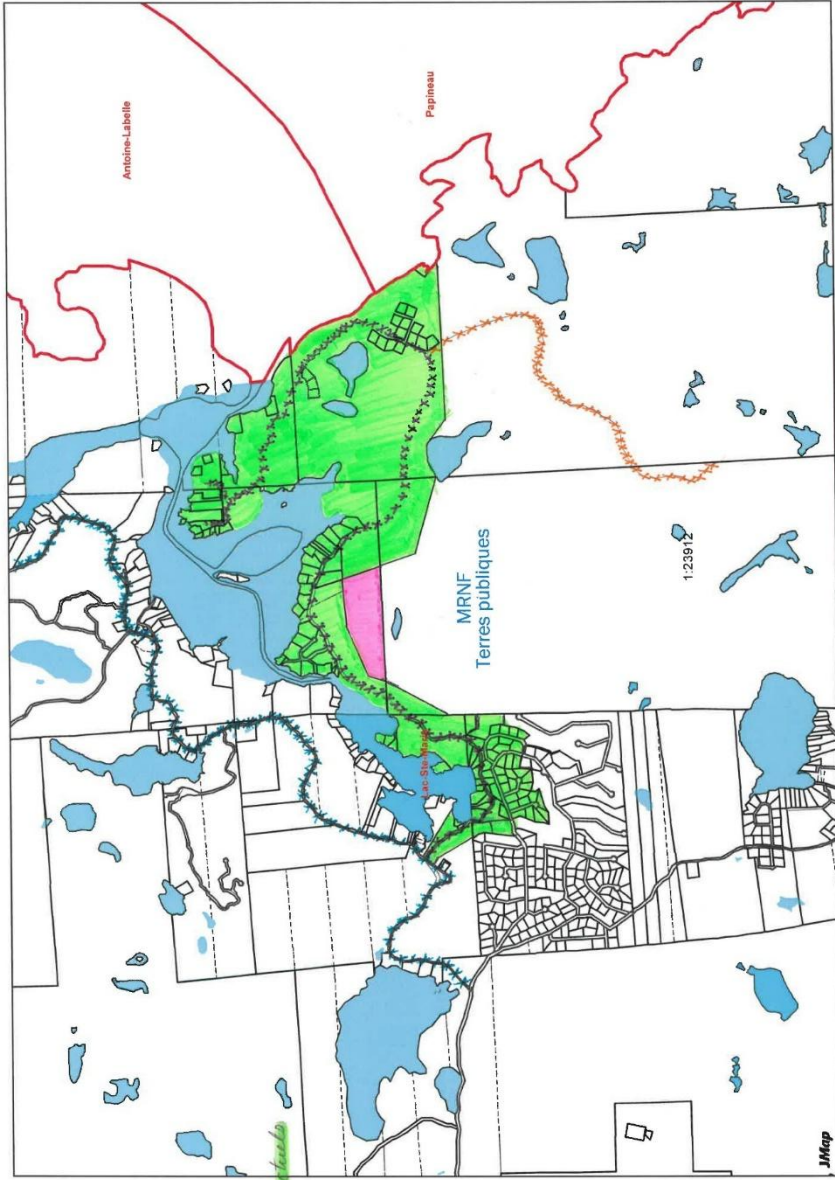 Antoine-Labelle
Papineau
MRNF
Terres publiques
1:23912
Lac-Ste-Marie
JMap